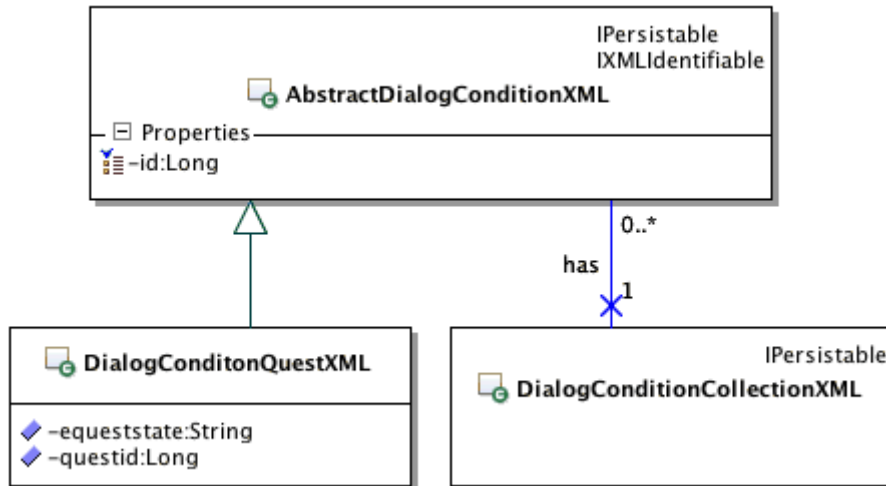 IPersistable
IXMLIdentifiable
AbstractDialogConditionXML
Properties
-id:Long
0..*
has
1
DialogConditonQuestXML
-equeststate:String
-questid:Long
IPersistable
DialogConditionCollectionXML